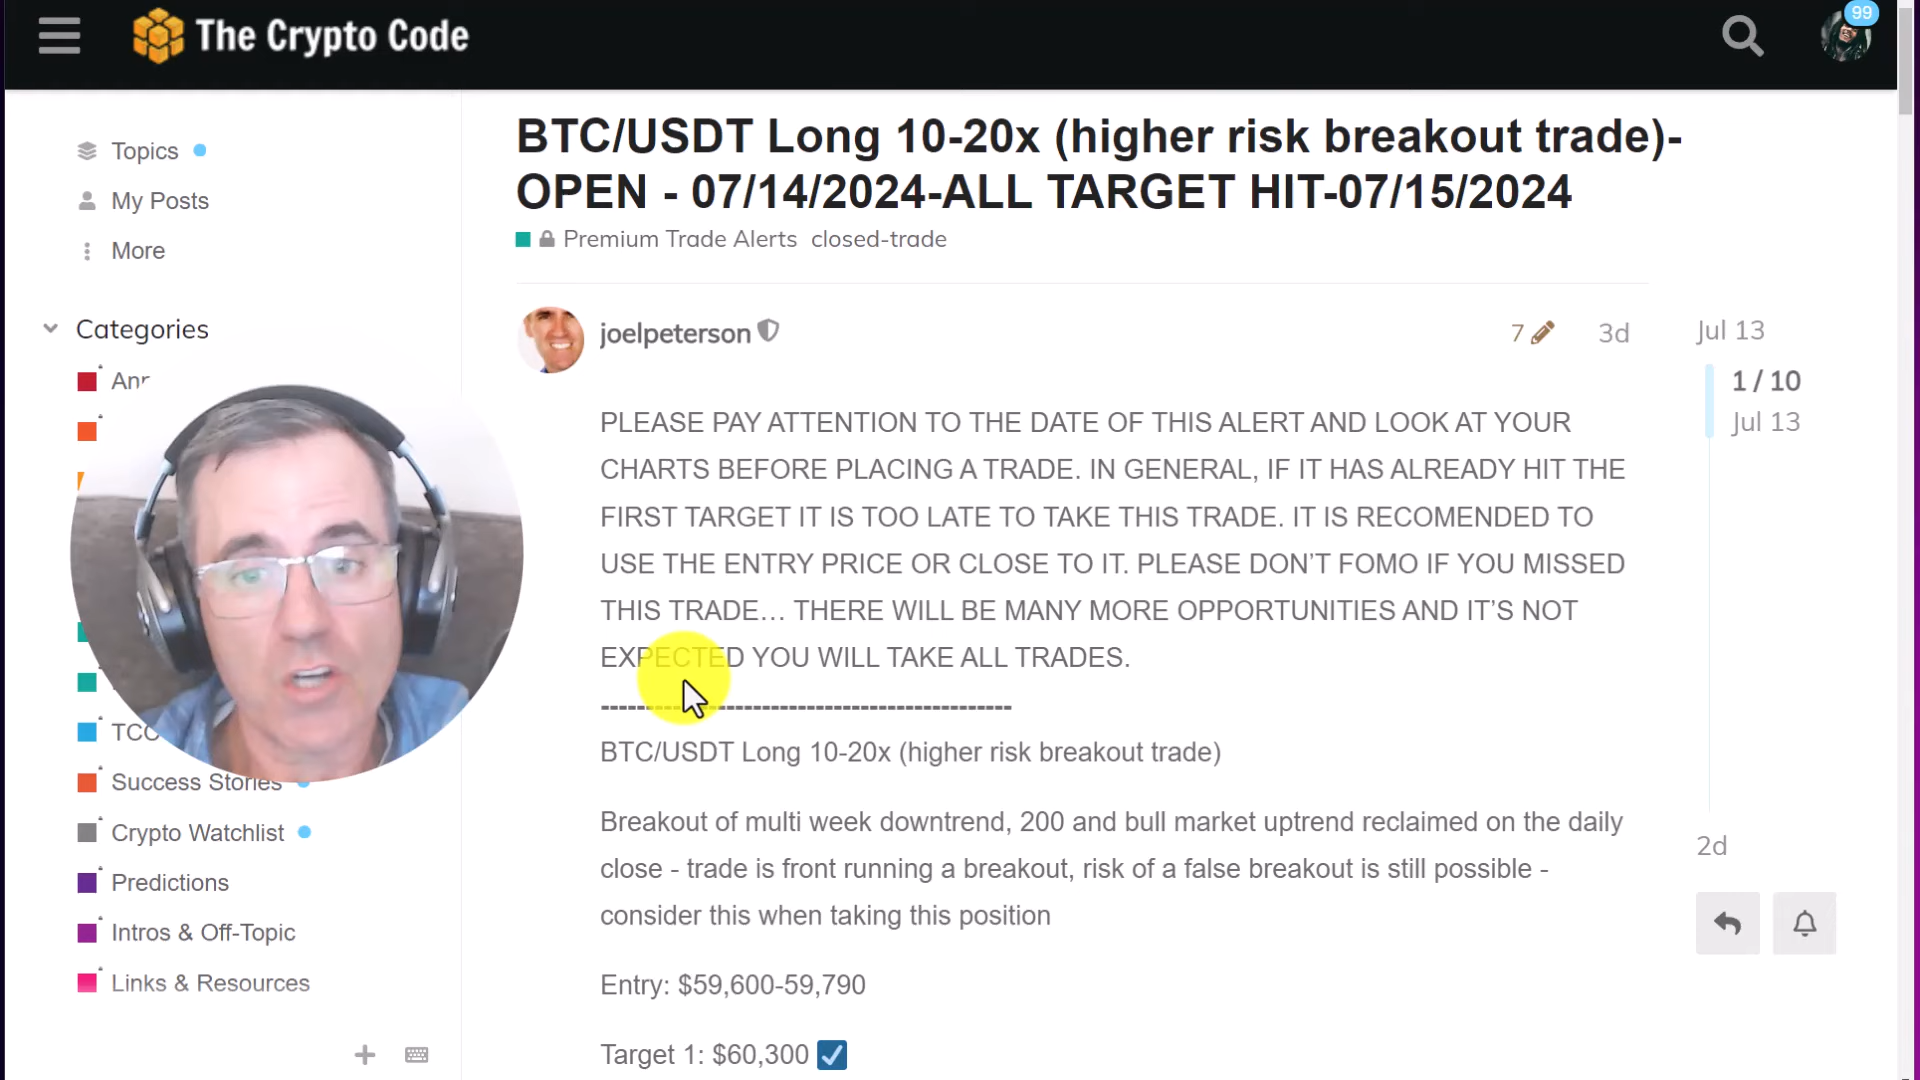 The Crypto Code
99
Topics
My Posts
More
Categories
TCC
Success Stories
Crypto Watchlist
Predictions
Intros & Off-Topic
Links & Resources
BTC/USDT Long 10-20x (higher risk breakout trade)-
OPEN - 07/14/2024-ALL TARGET HIT-07/15/2024
Premium Trade Alerts closed-trade
joelpeterson
7
3d
PLEASE PAY ATTENTION TO THE DATE OF THIS ALERT AND LOOK AT YOUR
CHARTS BEFORE PLACING A TRADE. IN GENERAL, IF IT HAS ALREADY HIT THE
FIRST TARGET IT IS TOO LATE TO TAKE THIS TRADE. IT IS RECOMENDED TO
USE THE ENTRY PRICE OR CLOSE TO IT. PLEASE DON’T FOMO IF YOU MISSED
THIS TRADE… THERE WILL BE MANY MORE OPPORTUNITIES AND IT’S NOT
EXPECTED YOU WILL TAKE ALL TRADES.
----------------------------------------------
BTC/USDT Long 10-20x (higher risk breakout trade)
Breakout of multi week downtrend, 200 and bull market uptrend reclaimed on the daily
close - trade is front running a breakout, risk of a false breakout is still possible -
consider this when taking this position
Entry: $59,600-59,790
Target 1: $60,300
Jul 13
1 / 10
Jul 13
2d